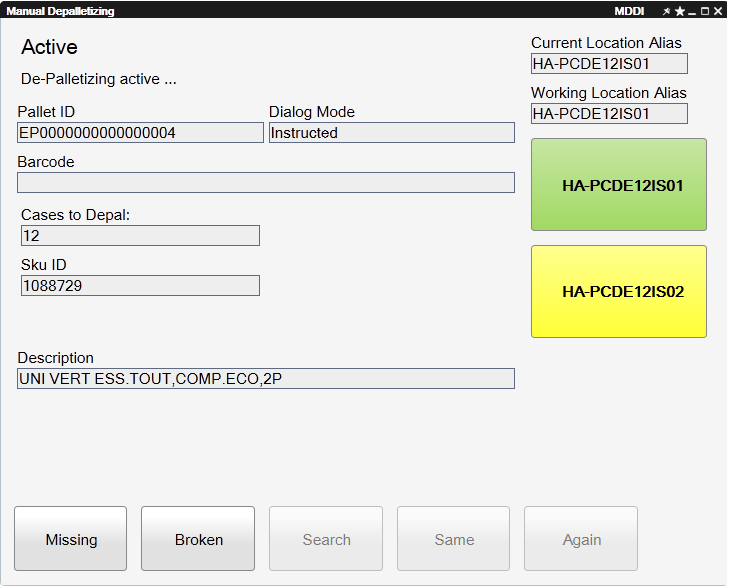 Manual Depalletizing
MDDI
Active
De-Palletizing active ...
Current Location Alias
HA-PCDE12IS01
Working Location Alias
HA-PCDE12IS01
Pallet ID
Dialog Mode
EP0000000000000004
Instructed
Barcode
HA-PCDE12IS01
Cases to Depal:
12
Sku ID
1088729
HA-PCDE12IS02
Description
UNI VERT ESS.TOUT,COMP.ECO,2P
Missing
Broken
Search
Same
Again